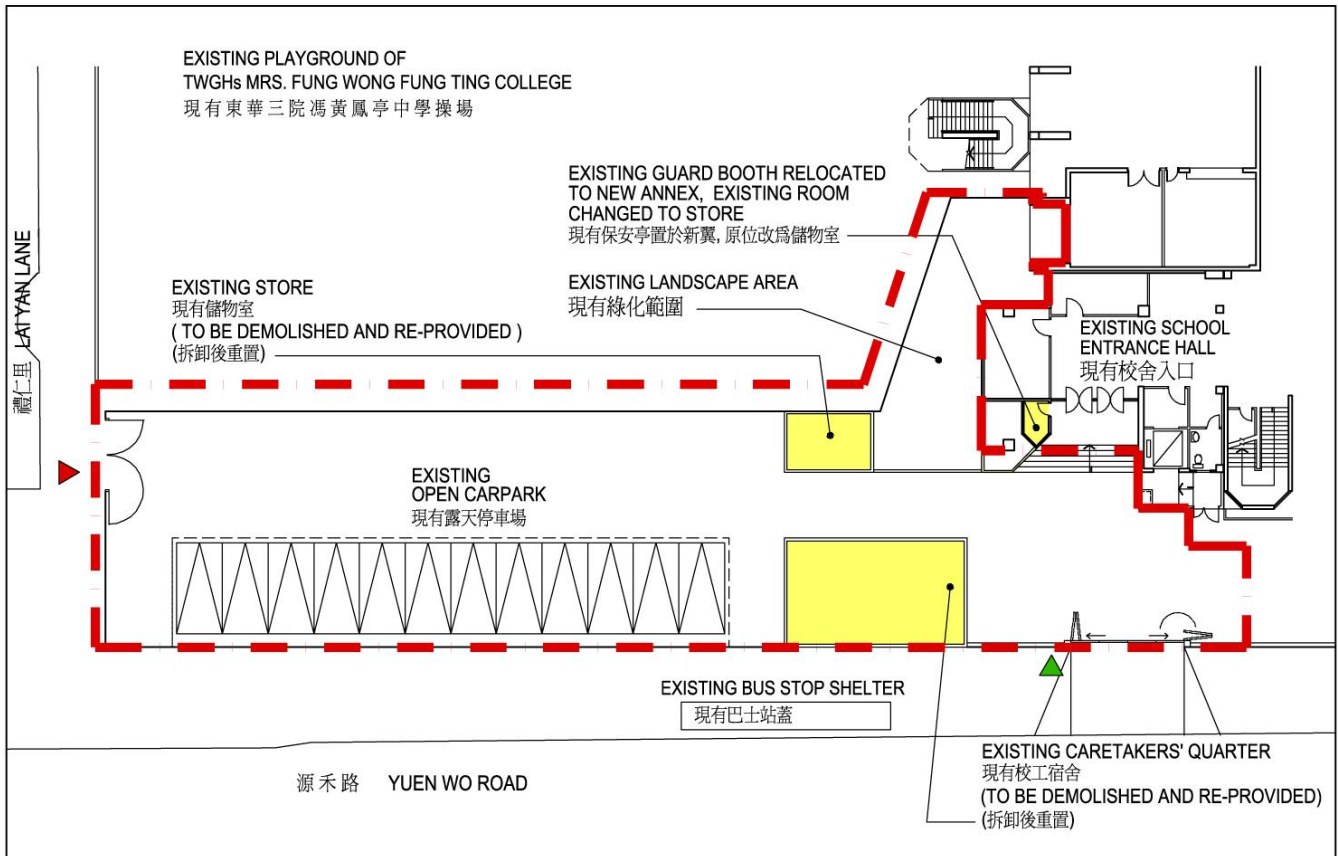 EXISTING PLAYGROUND OF
TWGHs MRS. FUNG WONG FUNG TING COLLEGE
現有東華三院馮黃鳳亭中學操場
EXISTING GUARD BOOTH RELOCATED
TO NEW ANNEX, EXISTING ROOM
CHANGED TO STORE
現有保安亭置於新翼, 原位改爲儲物室
禮仁里 LAI YAN LANE
EXISTING STORE
現有儲物室
( TO BE DEMOLISHED AND RE-PROVIDED )
(拆卸後重置)
EXISTING LANDSCAPE AREA
現有綠化範圍
EXISTING SCHOOL
ENTRANCE HALL
現有校舍入口
EXISTING
OPEN CARPARK
現有露天停車場
EXISTING BUS STOP SHELTER
現有巴士站蓋
源禾路 YUEN WO ROAD
EXISTING CARETAKERS' QUARTER
現有校工宿舍
(TO BE DEMOLISHED AND RE-PROVIDED)
(拆卸後重置)